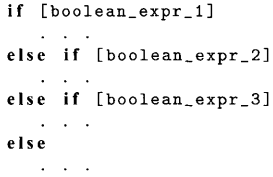 if [boolean_expr_1]
. . .
else if [boolean_expr_2]
. . .
else if [boolean_expr_3]
. . .
else
. . .